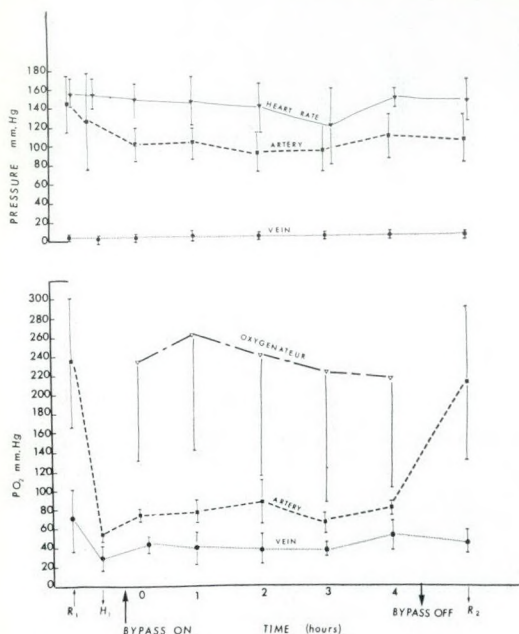 PRESSURE mm,Hg
180
160
140
120
100
80
60
40
20
0
HEART RATE
ARTERY
VEIN
PO2 mm,Hg
300
280
260
240
220
200
180
160
140
120
100
80
60
40
20
0
OXYGENATEUR
ARTERY
VEIN
0 1 2 3 4
R1 H1 BYPASS OFF R2
BYPASS ON TIME (hours)